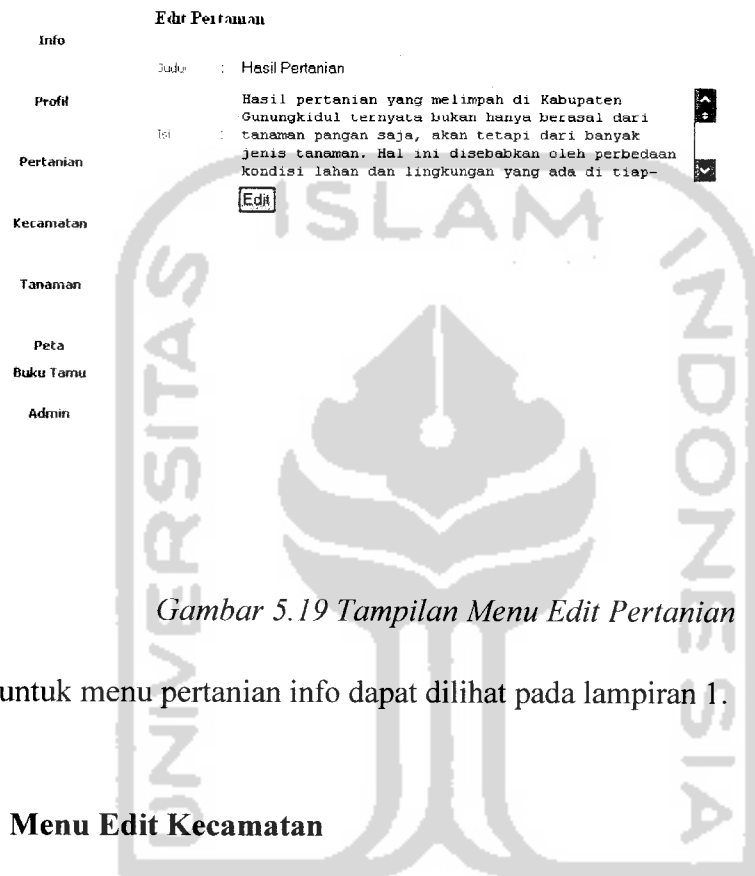 Edit Pertanian
Info
Judul : Hasil Pertanian
Profil
Hasil pertanian yang melimpah di Kabupaten
Gunungkidul ternyata bukan hanya berasal dari
Isi : tanaman pangan saja, akan tetapi dari banyak
jenis tanaman. Hal ini disebabkan oleh perbedaan
kondisi lahan dan lingkungan yang ada di tiap-
Pertanian
Edit
Kecamatan
Tanaman
Peta
Buku Tamu
Admin
Gambar 5.19 Tampilan Menu Edit Pertanian
untuk menu pertanian info dapat dilihat pada lampiran 1.
Menu Edit Kecamatan
UNIVERSITAS
ISLAM
INDONESIA